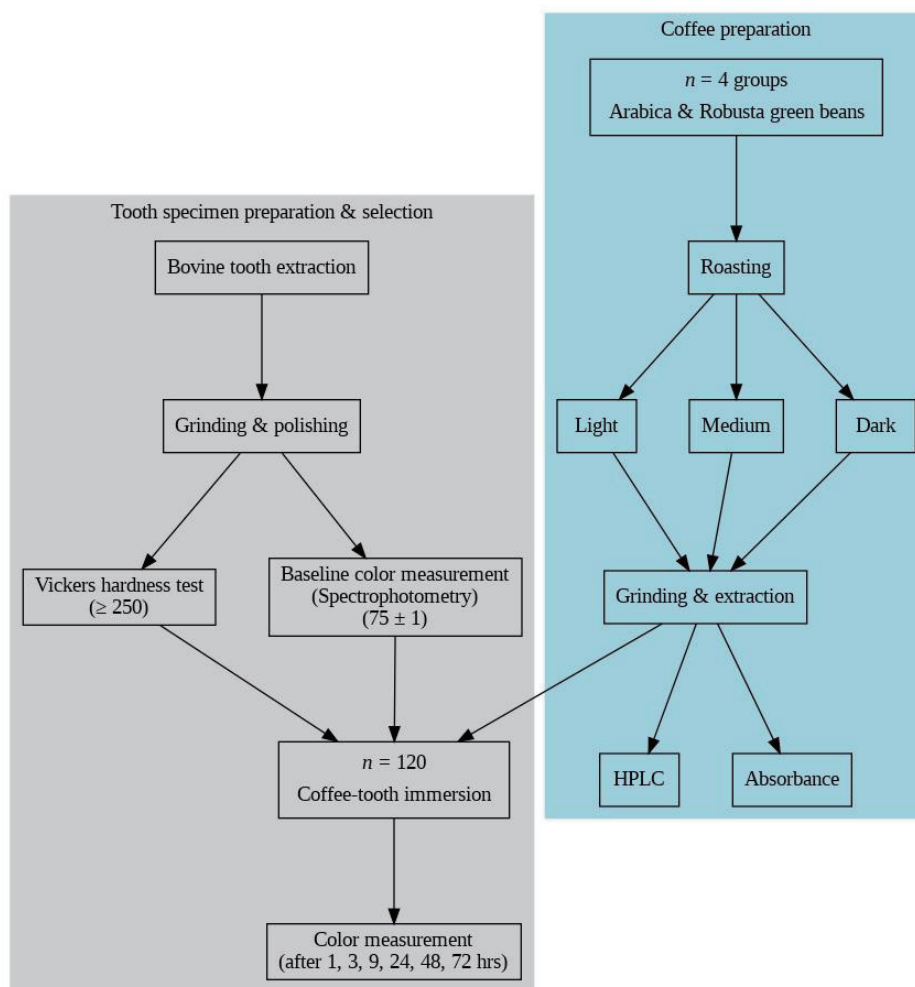 Coffee preparation
n = 4 groups
Arabica & Robusta green beans
Roasting
Light
Medium
Dark
Grinding & extraction
HPLC
Absorbance
Tooth specimen preparation & selection
Bovine tooth extraction
Grinding & polishing
Vickers hardness test
(≥ 250)
Baseline color measurement
(Spectrophotometry)
(75 ± 1)
n = 120
Coffee-tooth immersion
Color measurement
(after 1, 3, 9, 24, 48, 72 hrs)